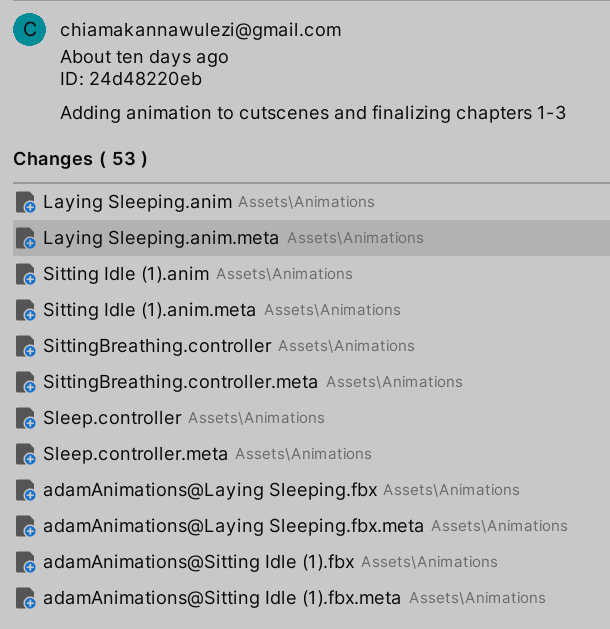 C
chiamakannawulezi@gmail.com
About ten days ago
ID: 24d48220eb
Adding animation to cutscenes and finalizing chapters 1-3
Changes ( 53 )
Laying Sleeping.anim Assets\Animations
Laying Sleeping.anim.meta Assets\Animations
Sitting Idle (1).anim Assets\Animations
Sitting Idle (1).anim.meta Assets\Animations
SittingBreathing.controller Assets\Animations
SittingBreathing.controller.meta Assets\Animations
Sleep.controller Assets\Animations
Sleep.controller.meta Assets\Animations
adamAnimations@Laying Sleeping.fbx Assets\Animations
adamAnimations@Laying Sleeping.fbx.meta Assets\Animations
adamAnimations@Sitting Idle (1).fbx Assets\Animations
adamAnimations@Sitting Idle (1).fbx.meta Assets\Animations